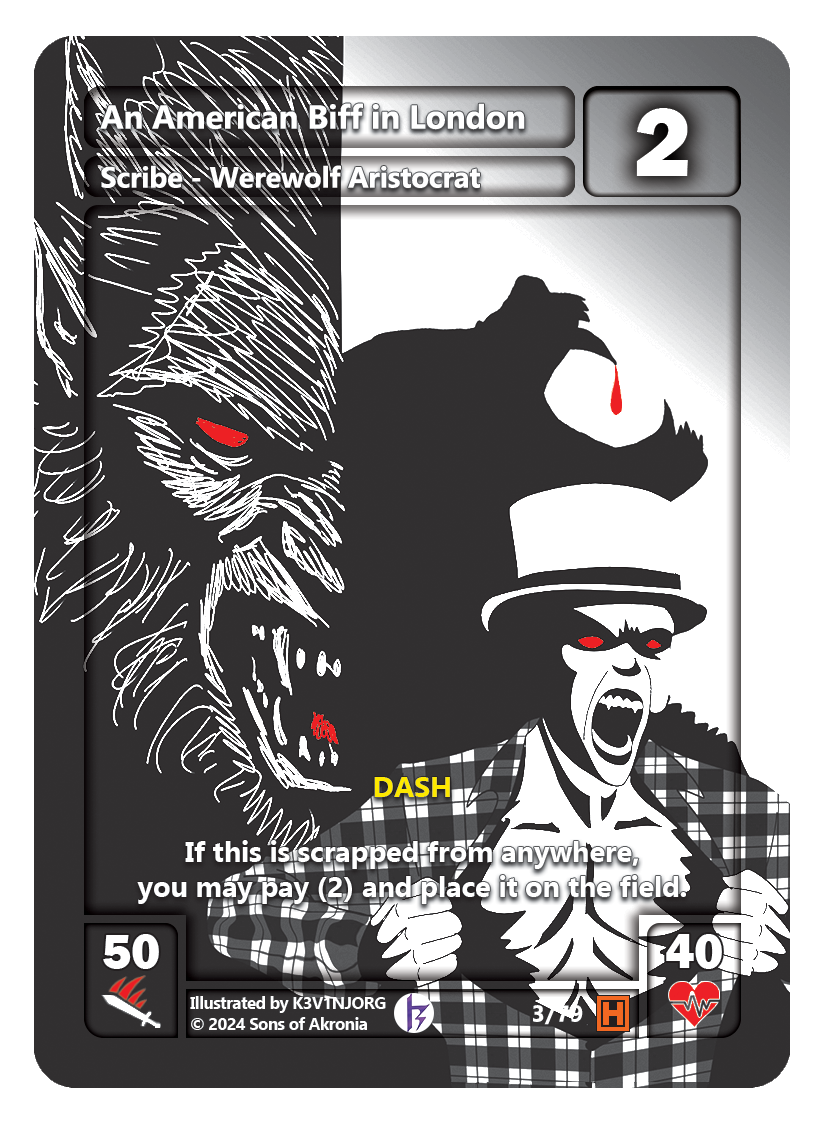 An American Biff in London
2
Scribe - Werewolf Aristocrat
DASH
If this is scrapped from anywhere,
you may pay (2) and place it on the field.
50
40
Illustrated by K3V1NJORG
© 2024 Sons of Akronia
3/79
H